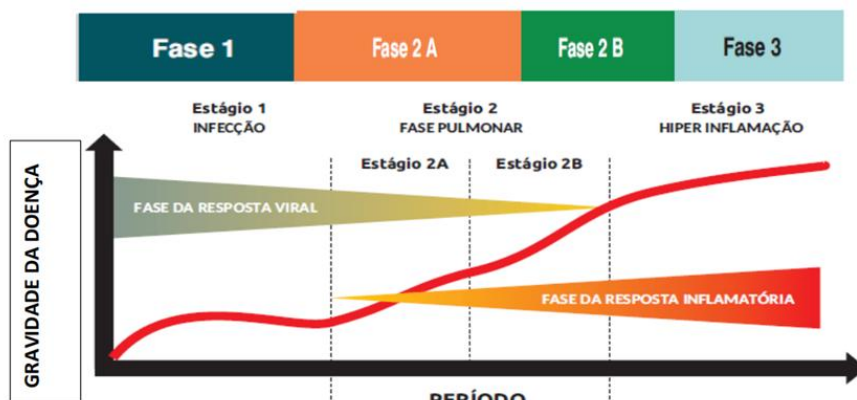 Fase 1
Fase 2 A
Fase 2 B
Fase 3
Estágio 1
INFECÇÃO
Estágio 2
FASE PULMONAR
Estágio 3
HIPER INFLAMAÇÃO
Estágio 2A
Estágio 2B
GRAVIDADE DA DOENÇA
FASE DA RESPOSTA VIRAL
FASE DA RESPOSTA INFLAMATÓRIA
PERÍODO